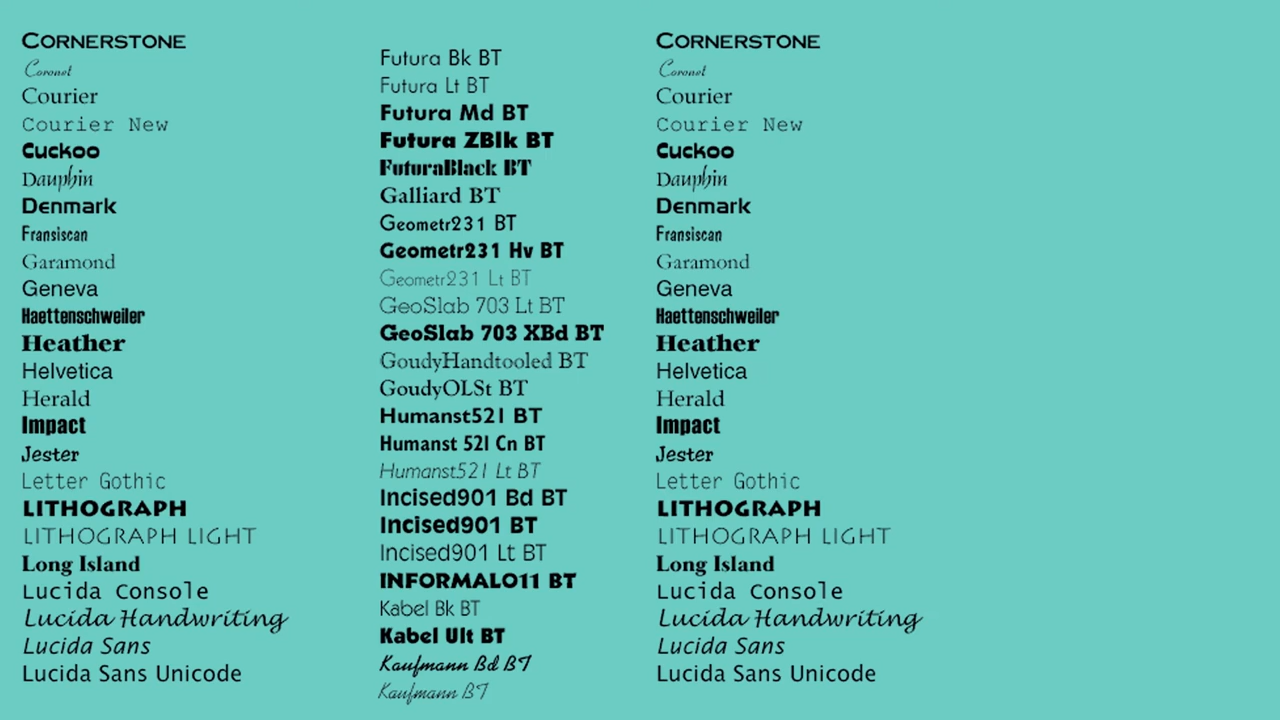 CORNERSTONE
Coronet
Courier
Courier New
Cuckoo
Dauphin
Denmark
Fransiscan
Garamond
Geneva
Haettenschweiler
Heather
Helvetica
Herald
Impact
Jester
Letter Gothic
LITHOGRAPH
LITHOGRAPH LIGHT
Long Island
Lucida Console
Lucida Handwriting
Lucida Sans
Lucida Sans Unicode
Futura Bk BT
Futura Lt BT
Futura Md BT
Futura ZBlk BT
FuturaBlack BT
Galliard BT
Geometr231 BT
Geometr231 Hv BT
Geometr231 Lt BT
GeoSlab 703 Lt BT
GeoSlab 703 XBd BT
GoudyHandtooled BT
GoudyOLSt BT
Humanst521 BT
Humanst 521 Cn BT
Humanst521 Lt BT
Incised901 Bd BT
Incised901 BT
Incised901 Lt BT
INFORMAL011 BT
Kabel Bk BT
Kabel Ult BT
Kaufmann Bd BT
Kaufmann BT
CORNERSTONE
Coronet
Courier
Courier New
Cuckoo
Dauphin
Denmark
Fransiscan
Garamond
Geneva
Haettenschweiler
Heather
Helvetica
Herald
Impact
Jester
Letter Gothic
LITHOGRAPH
LITHOGRAPH LIGHT
Long Island
Lucida Console
Lucida Handwriting
Lucida Sans
Lucida Sans Unicode